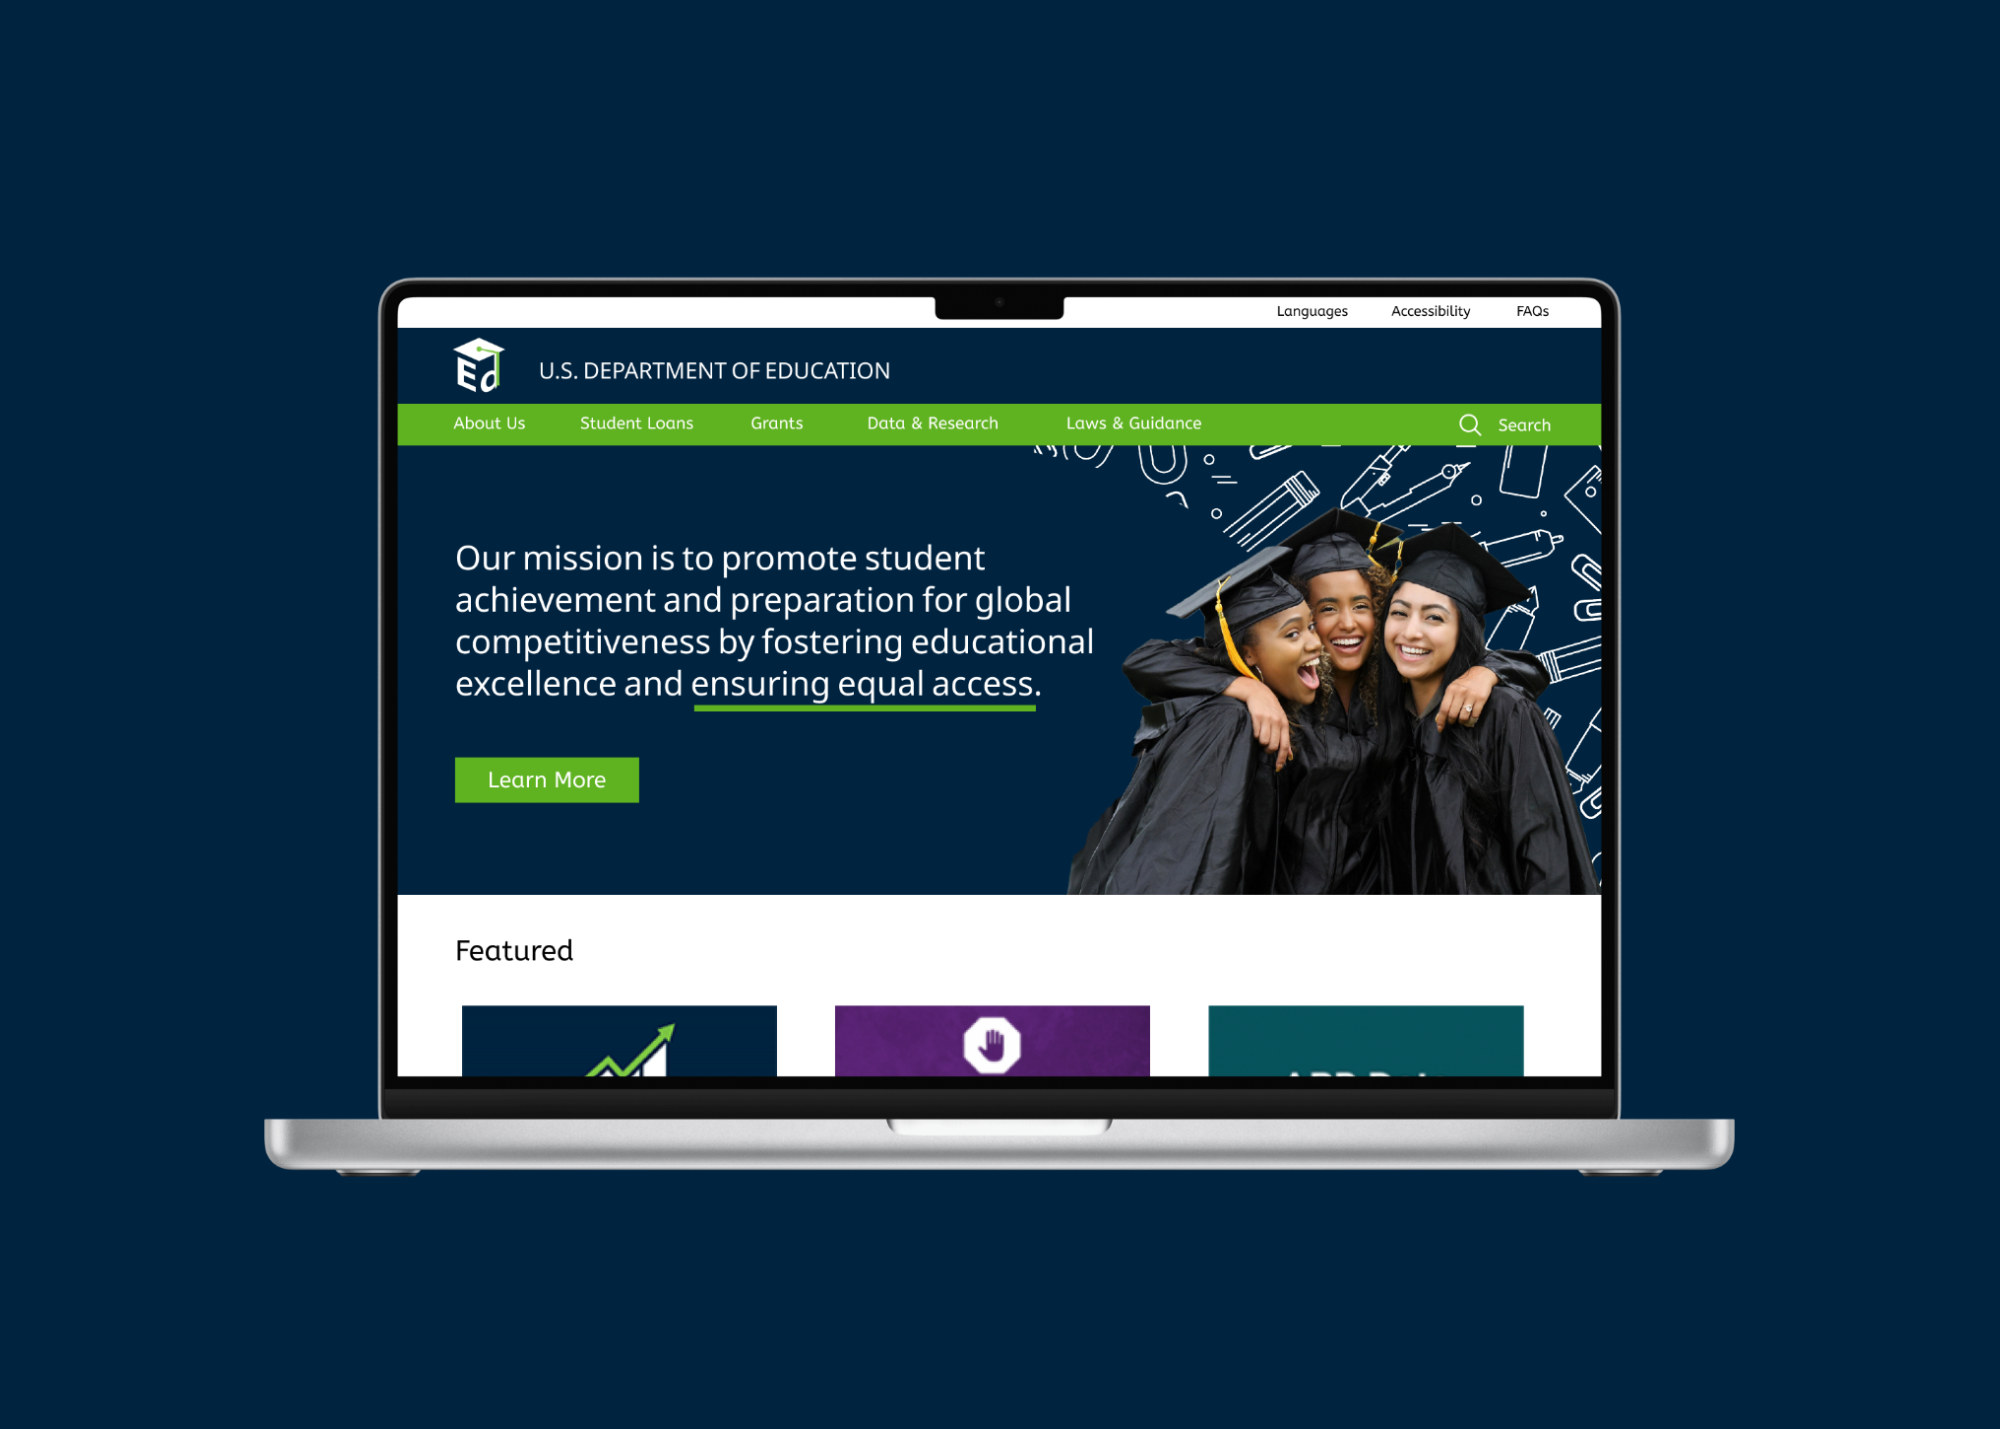 Languages Accessibility FAQs
Ed U.S. DEPARTMENT OF EDUCATION
About Us Student Loans Grants Data & Research Laws & Guidance Search
Our mission is to promote student
achievement and preparation for global
competitiveness by fostering educational
excellence and ensuring equal access.
Learn More
Featured